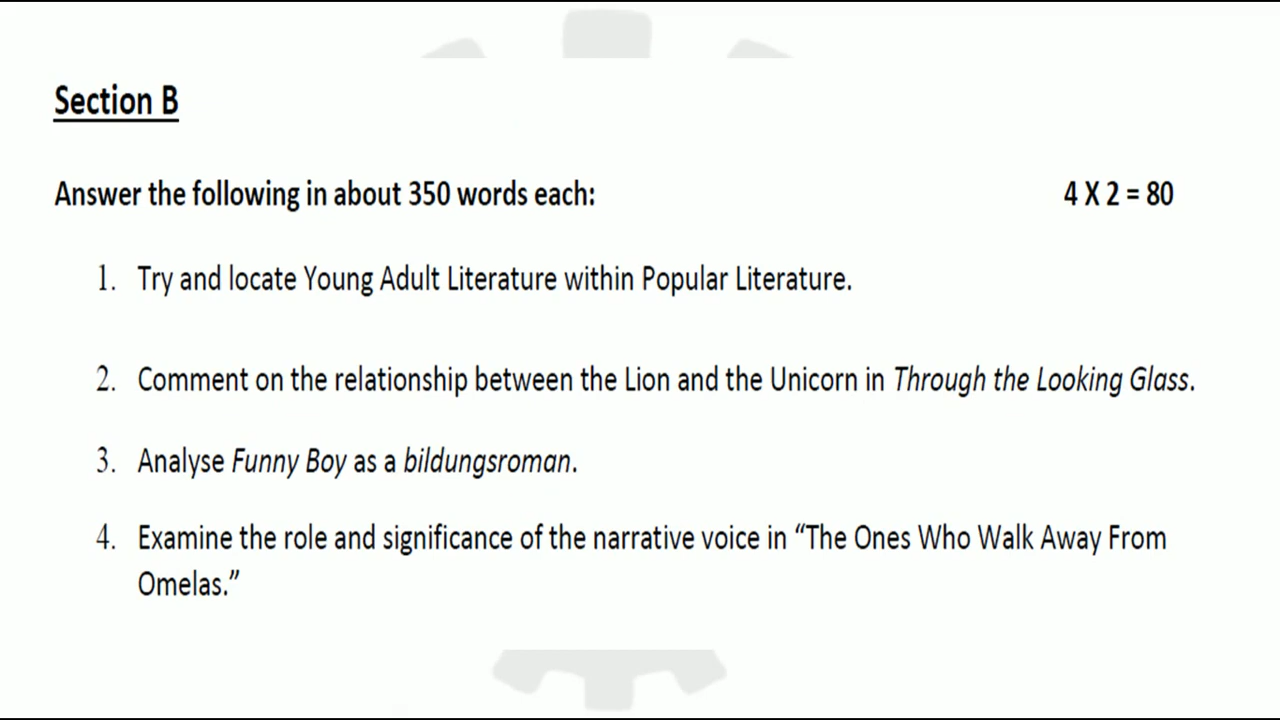 Section B
Answer the following in about 350 words each: 4 X 2 = 80
1. Try and locate Young Adult Literature within Popular Literature.
2. Comment on the relationship between the Lion and the Unicorn in Through the Looking Glass.
3. Analyse Funny Boy as a bildungsroman.
4. Examine the role and significance of the narrative voice in “The Ones Who Walk Away From
Omelas.”